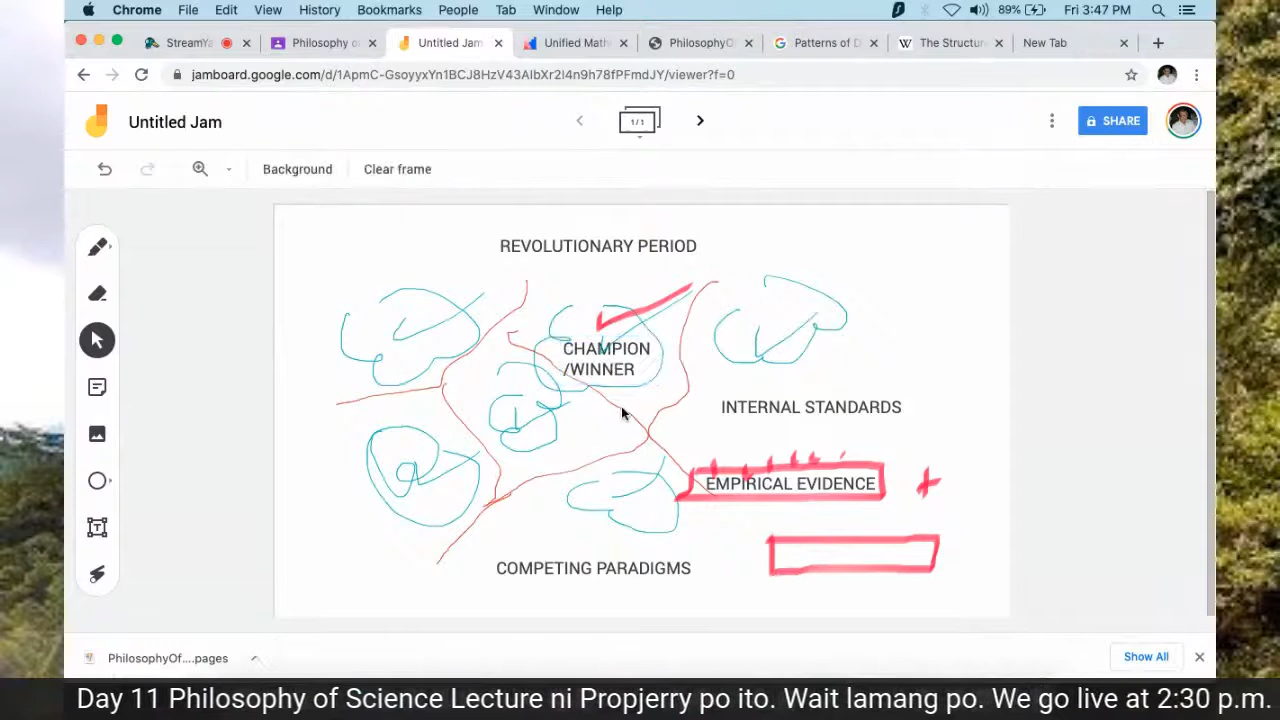 Chrome File Edit View History Bookmarks People Tab Window Help 89% Fri 3:47 PM
StreamYa Philosophy o Untitled Jam Unified Math PhilosophyO Patterns of D The Structur New Tab
jamboard.google.com/d/1ApmC-GsoyyxYn1BCJ8HzV43AIbXr2I4n9h78fPFmdJY/viewer?f=0
Untitled Jam 1/1 SHARE
Background Clear frame
REVOLUTIONARY PERIOD
CHAMPION
/WINNER
INTERNAL STANDARDS
EMPIRICAL EVIDENCE
COMPETING PARADIGMS
PhilosophyOf....pages Show All
Day 11 Philosophy of Science Lecture ni Propjerry po ito. Wait lamang po. We go live at 2:30 p.m.